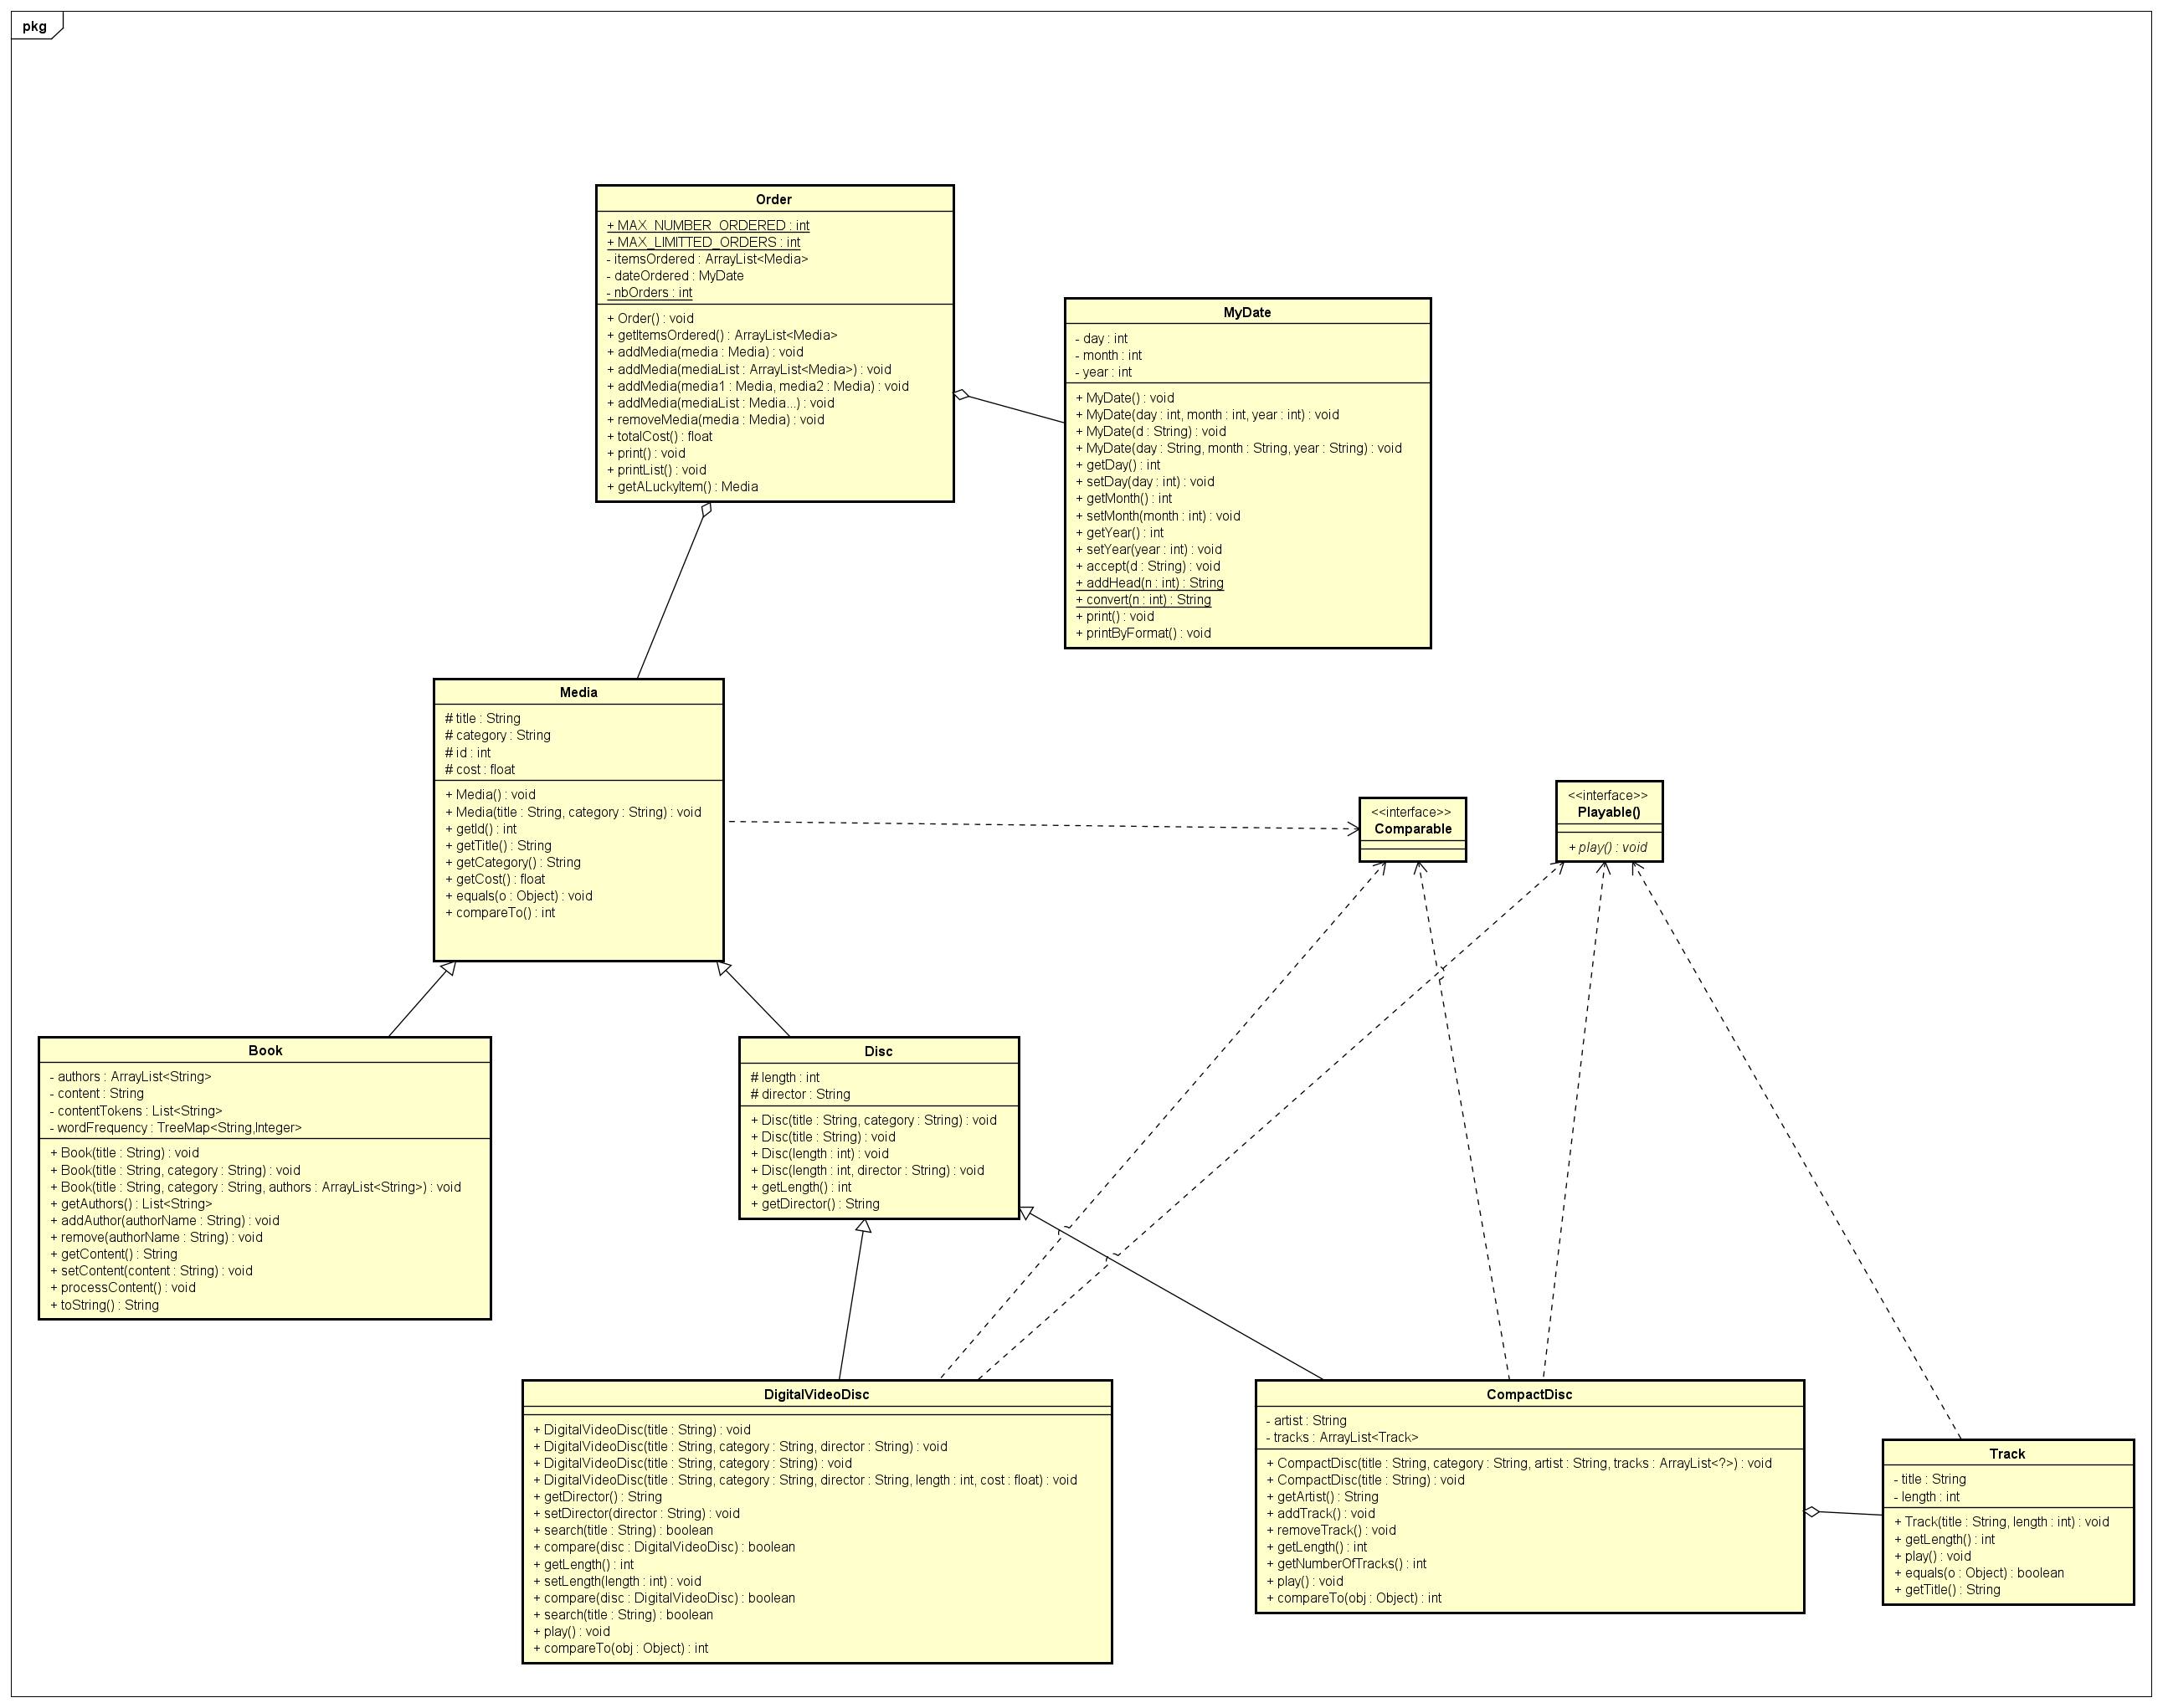 pkg
Order
+ MAX_NUMBER_ORDERED : int
+ MAX_LIMITTED_ORDERS : int
- itemsOrdered : ArrayList<Media>
- dateOrdered : MyDate
- nbOrders : int
+ Order() : void
+ getItemsOrdered() : ArrayList<Media>
+ addMedia(media : Media) : void
+ addMedia(mediaList : ArrayList<Media>) : void
+ addMedia(media1 : Media, media2 : Media) : void
+ addMedia(mediaList : Media...) : void
+ removeMedia(media : Media) : void
+ totalCost() : float
+ print() : void
+ printList() : void
+ getALuckyItem() : Media
MyDate
- day : int
- month : int
- year : int
+ MyDate() : void
+ MyDate(day : int, month : int, year : int) : void
+ MyDate(d : String) : void
+ MyDate(day : String, month : String, year : String) : void
+ getDay() : int
+ setDay(day : int) : void
+ getMonth() : int
+ setMonth(month : int) : void
+ getYear() : int
+ setYear(year : int) : void
+ accept(d : String) : void
+ addHead(n : int) : String
+ convert(n : int) : String
+ print() : void
+ printByFormat() : void
Media
# title : String
# category : String
# id : int
# cost : float
+ Media() : void
+ Media(title : String, category : String) : void
+ getId() : int
+ getTitle() : String
+ getCategory() : String
+ getCost() : float
+ equals(o : Object) : void
+ compareTo() : int
<<interface>>
Comparable
<<interface>>
Playable()
+ play() : void
Book
- authors : ArrayList<String>
- content : String
- contentTokens : List<String>
- wordFrequency : TreeMap<String,Integer>
+ Book(title : String) : void
+ Book(title : String, category : String) : void
+ Book(title : String, category : String, authors : ArrayList<String>) : void
+ getAuthors() : List<String>
+ addAuthor(authorName : String) : void
+ remove(authorName : String) : void
+ getContent() : String
+ setContent(content : String) : void
+ processContent() : void
+ toString() : String
Disc
# length : int
# director : String
+ Disc(title : String, category : String) : void
+ Disc(title : String) : void
+ Disc(length : int) : void
+ Disc(length : int, director : String) : void
+ getLength() : int
+ getDirector() : String
DigitalVideoDisc
+ DigitalVideoDisc(title : String) : void
+ DigitalVideoDisc(title : String, category : String, director : String) : void
+ DigitalVideoDisc(title : String, category : String) : void
+ DigitalVideoDisc(title : String, category : String, director : String, length : int, cost : float) : void
+ getDirector() : String
+ setDirector(director : String) : void
+ search(title : String) : boolean
+ compare(disc : DigitalVideoDisc) : boolean
+ getLength() : int
+ setLength(length : int) : void
+ compare(disc : DigitalVideoDisc) : boolean
+ search(title : String) : boolean
+ play() : void
+ compareTo(obj : Object) : int
CompactDisc
- artist : String
- tracks : ArrayList<Track>
+ CompactDisc(title : String, category : String, artist : String, tracks : ArrayList<?>) : void
+ CompactDisc(title : String) : void
+ getArtist() : String
+ addTrack() : void
+ removeTrack() : void
+ getLength() : int
+ getNumberOfTracks() : int
+ play() : void
+ compareTo(obj : Object) : int
Track
- title : String
- length : int
+ Track(title : String, length : int) : void
+ getLength() : int
+ play() : void
+ equals(o : Object) : boolean
+ getTitle() : String